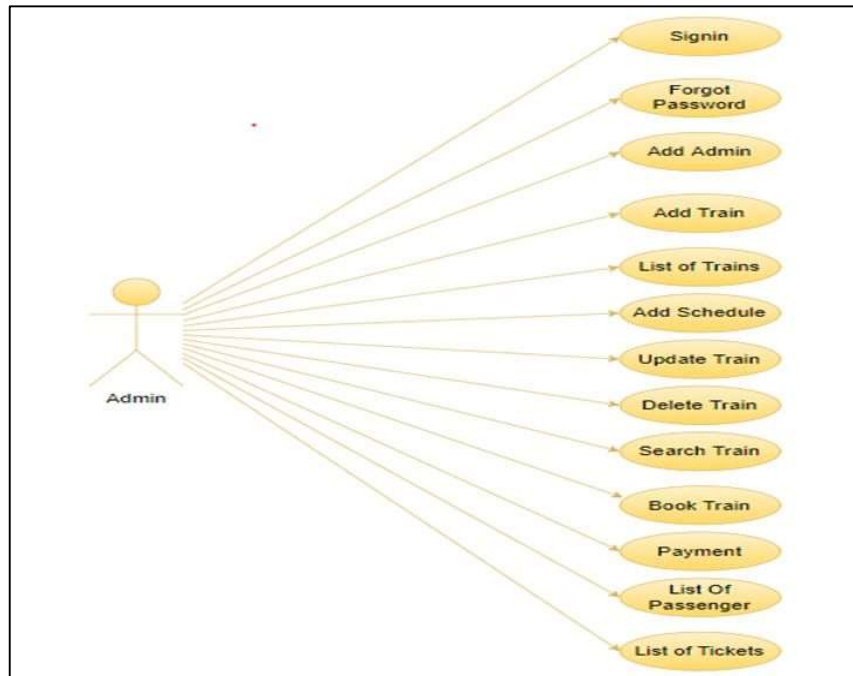 Signin
Forgot
Password
Add Admin
Add Train
List of Trains
Add Schedule
Update Train
Delete Train
Search Train
Book Train
Payment
List Of
Passenger
List of Tickets
Admin